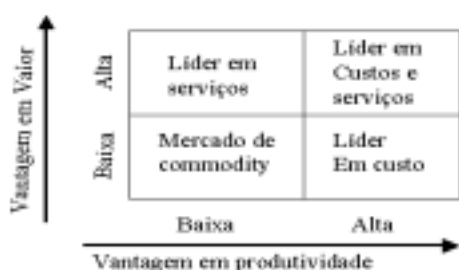 Vantagem em Valor
Alta
Baixa
Líder em
serviços
Líder em
Custos e
serviços
Mercado de
commodity
Líder
Em custo
Baixa
Alta
Vantagem em produtividade